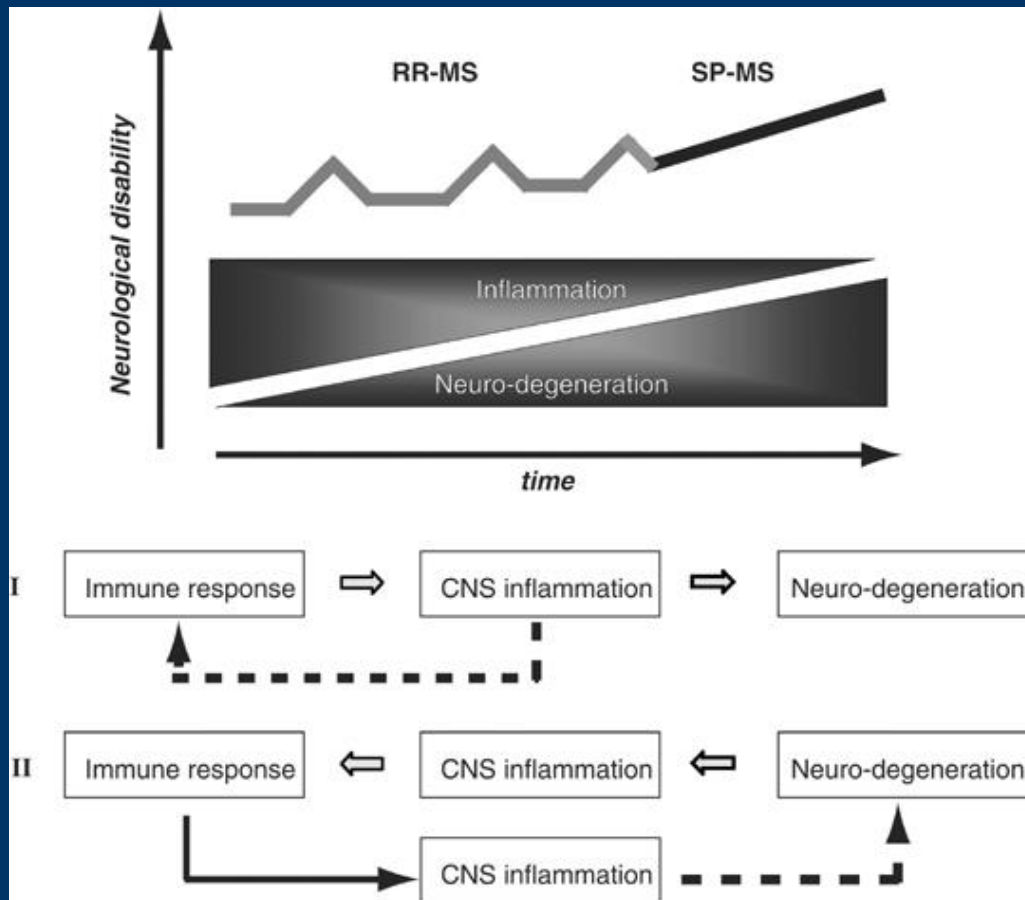 RR-MS SP-MS
Neurological disability
Inflammation
Neuro-degeneration
time
I Immune response CNS inflammation Neuro-degeneration
II Immune response CNS inflammation Neuro-degeneration
CNS inflammation